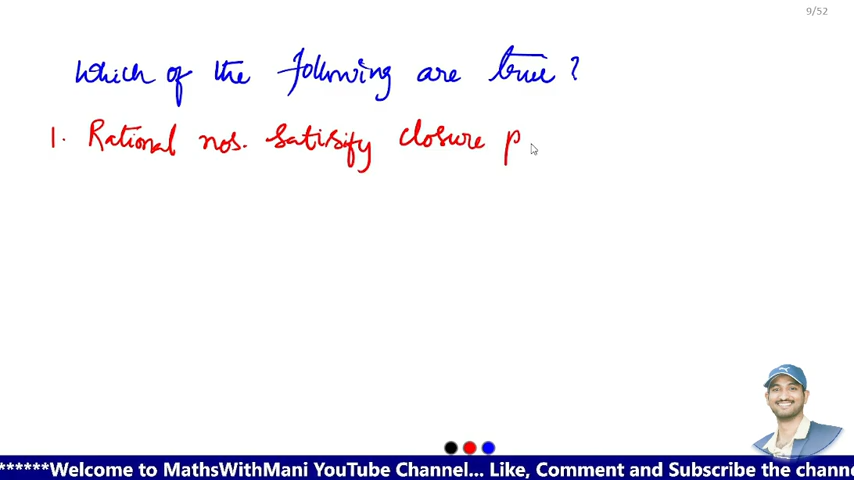 9/52
Which of the following are true?
1. Rational nos. satisify closure p
******Welcome to MathsWithMani YouTube Channel... Like, Comment and Subscribe the channe